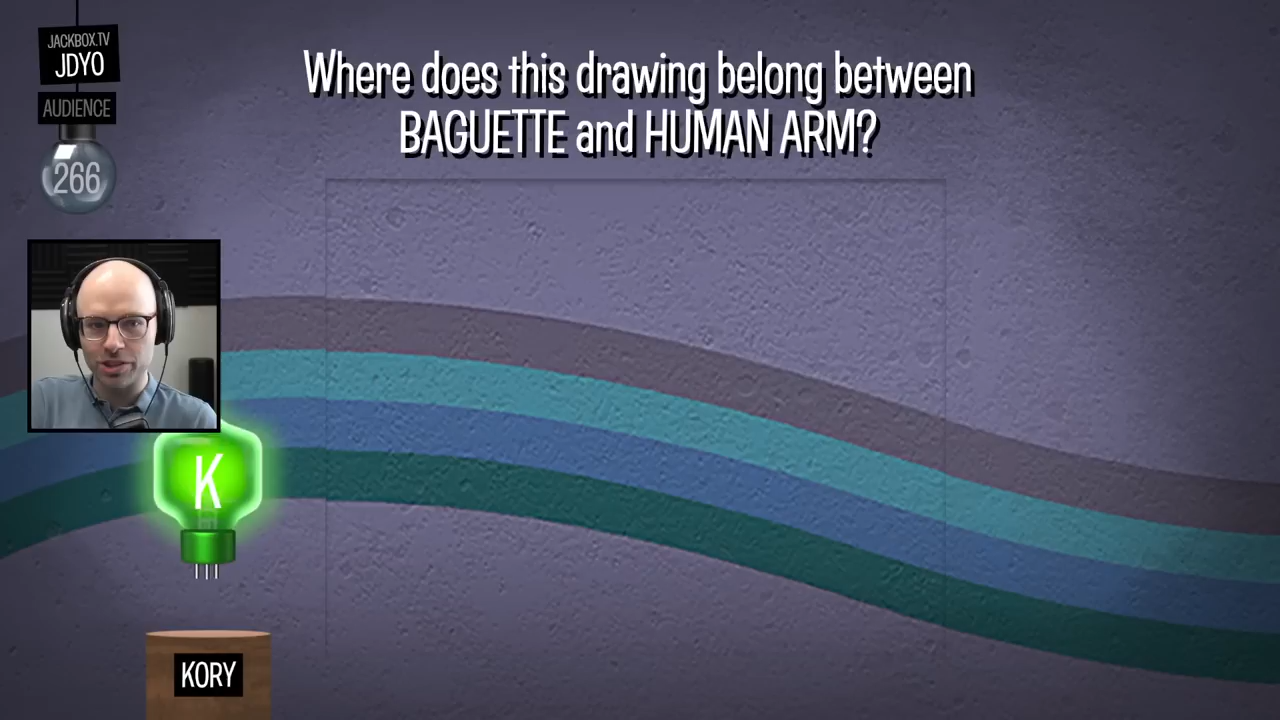 JACKBOX.TV
JDYO
AUDIENCE
266
Where does this drawing belong between
BAGUETTE and HUMAN ARM?
K
KORY